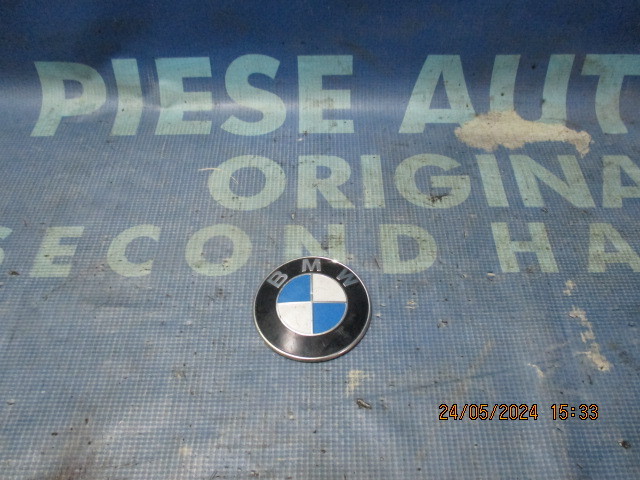 PIESE AUT
ORIGINA
SECOND HA
BMW
24/05/2024 15:33